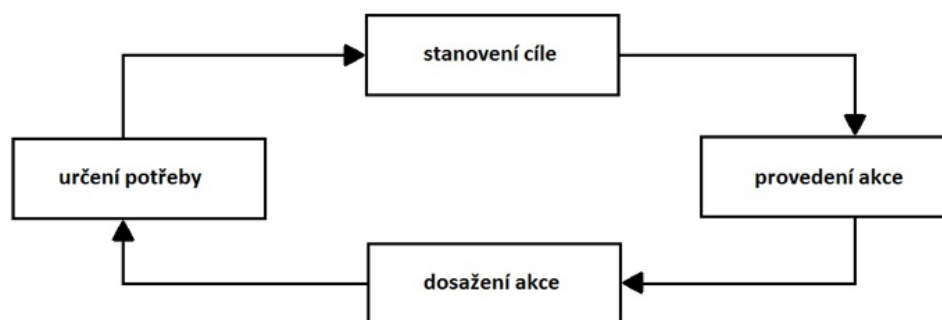 stanovení cíle
určení potřeby
provedení akce
dosažení akce